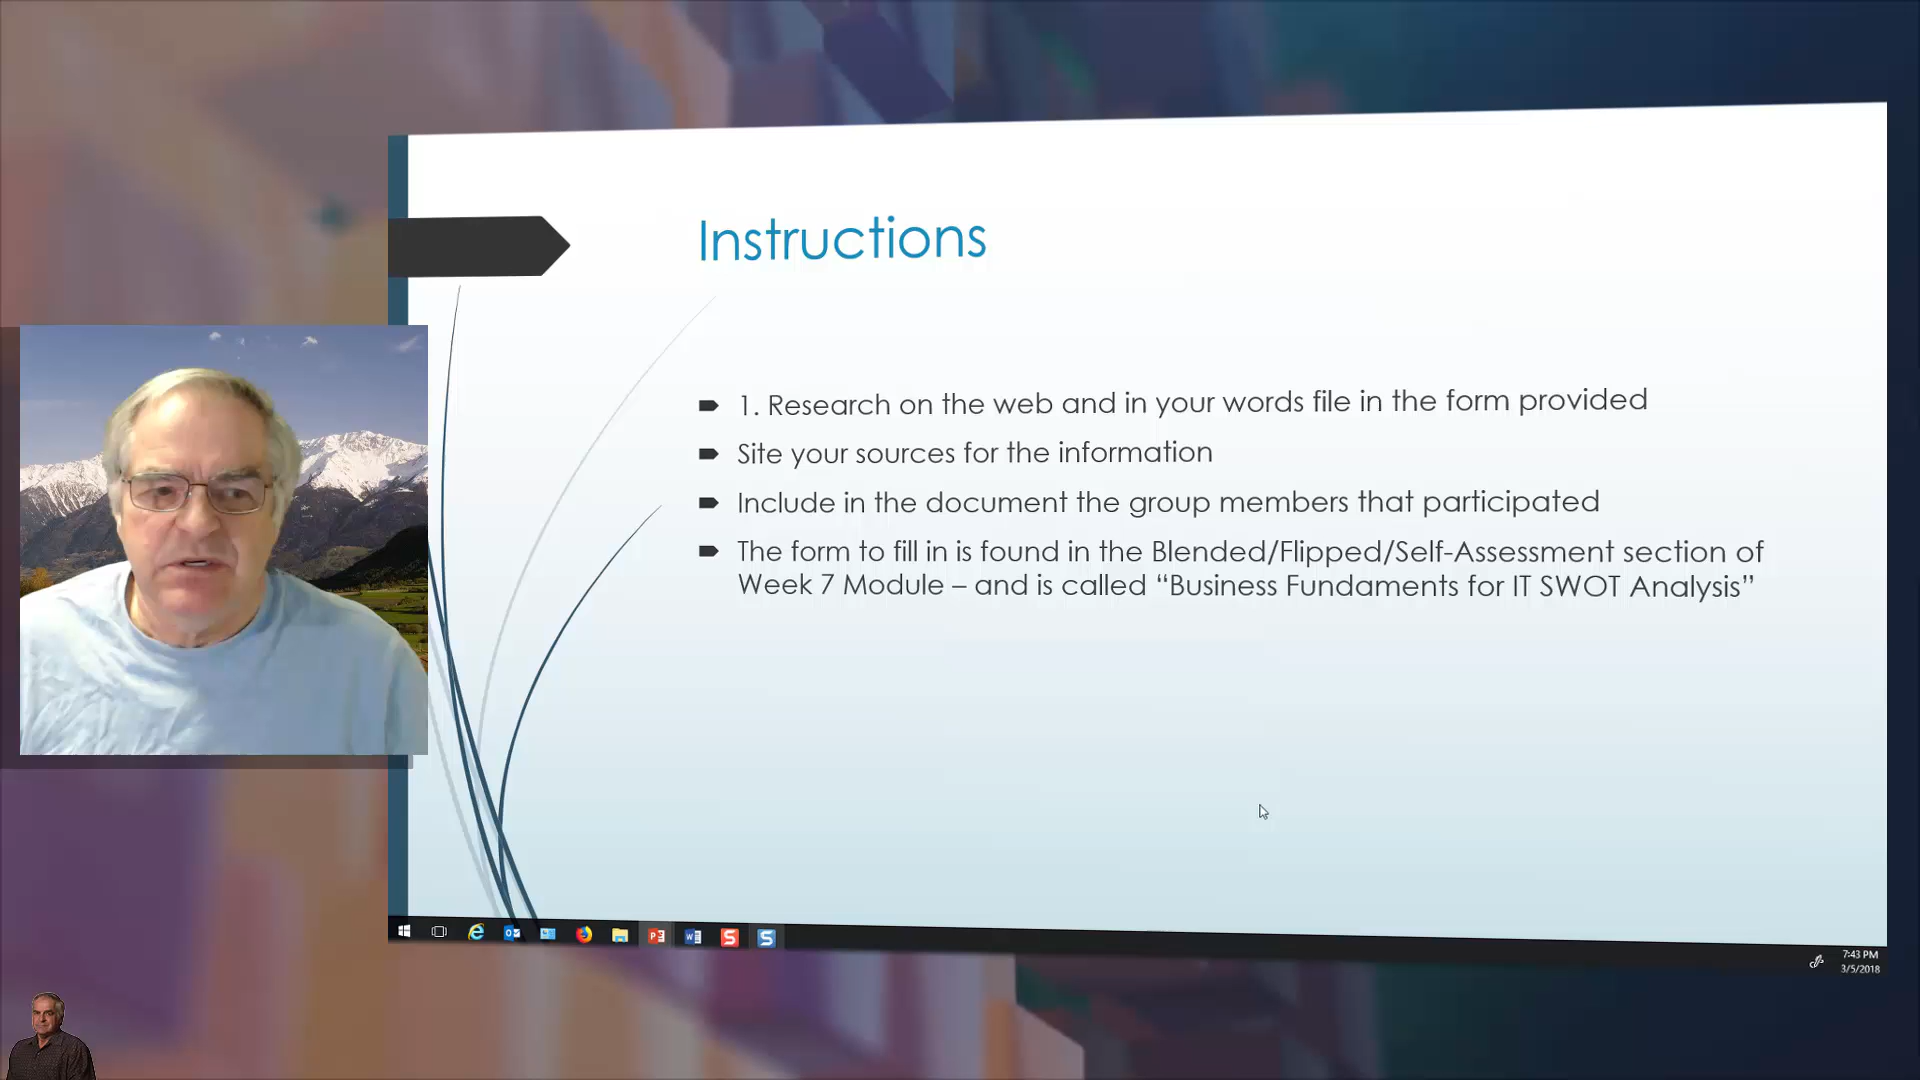 Instructions
1. Research on the web and in your words file in the form provided
Site your sources for the information
Include in the document the group members that participated
The form to fill in is found in the Blended/Flipped/Self-Assessment section of
Week 7 Module – and is called “Business Fundaments for IT SWOT Analysis”
7:43 PM
3/5/2018